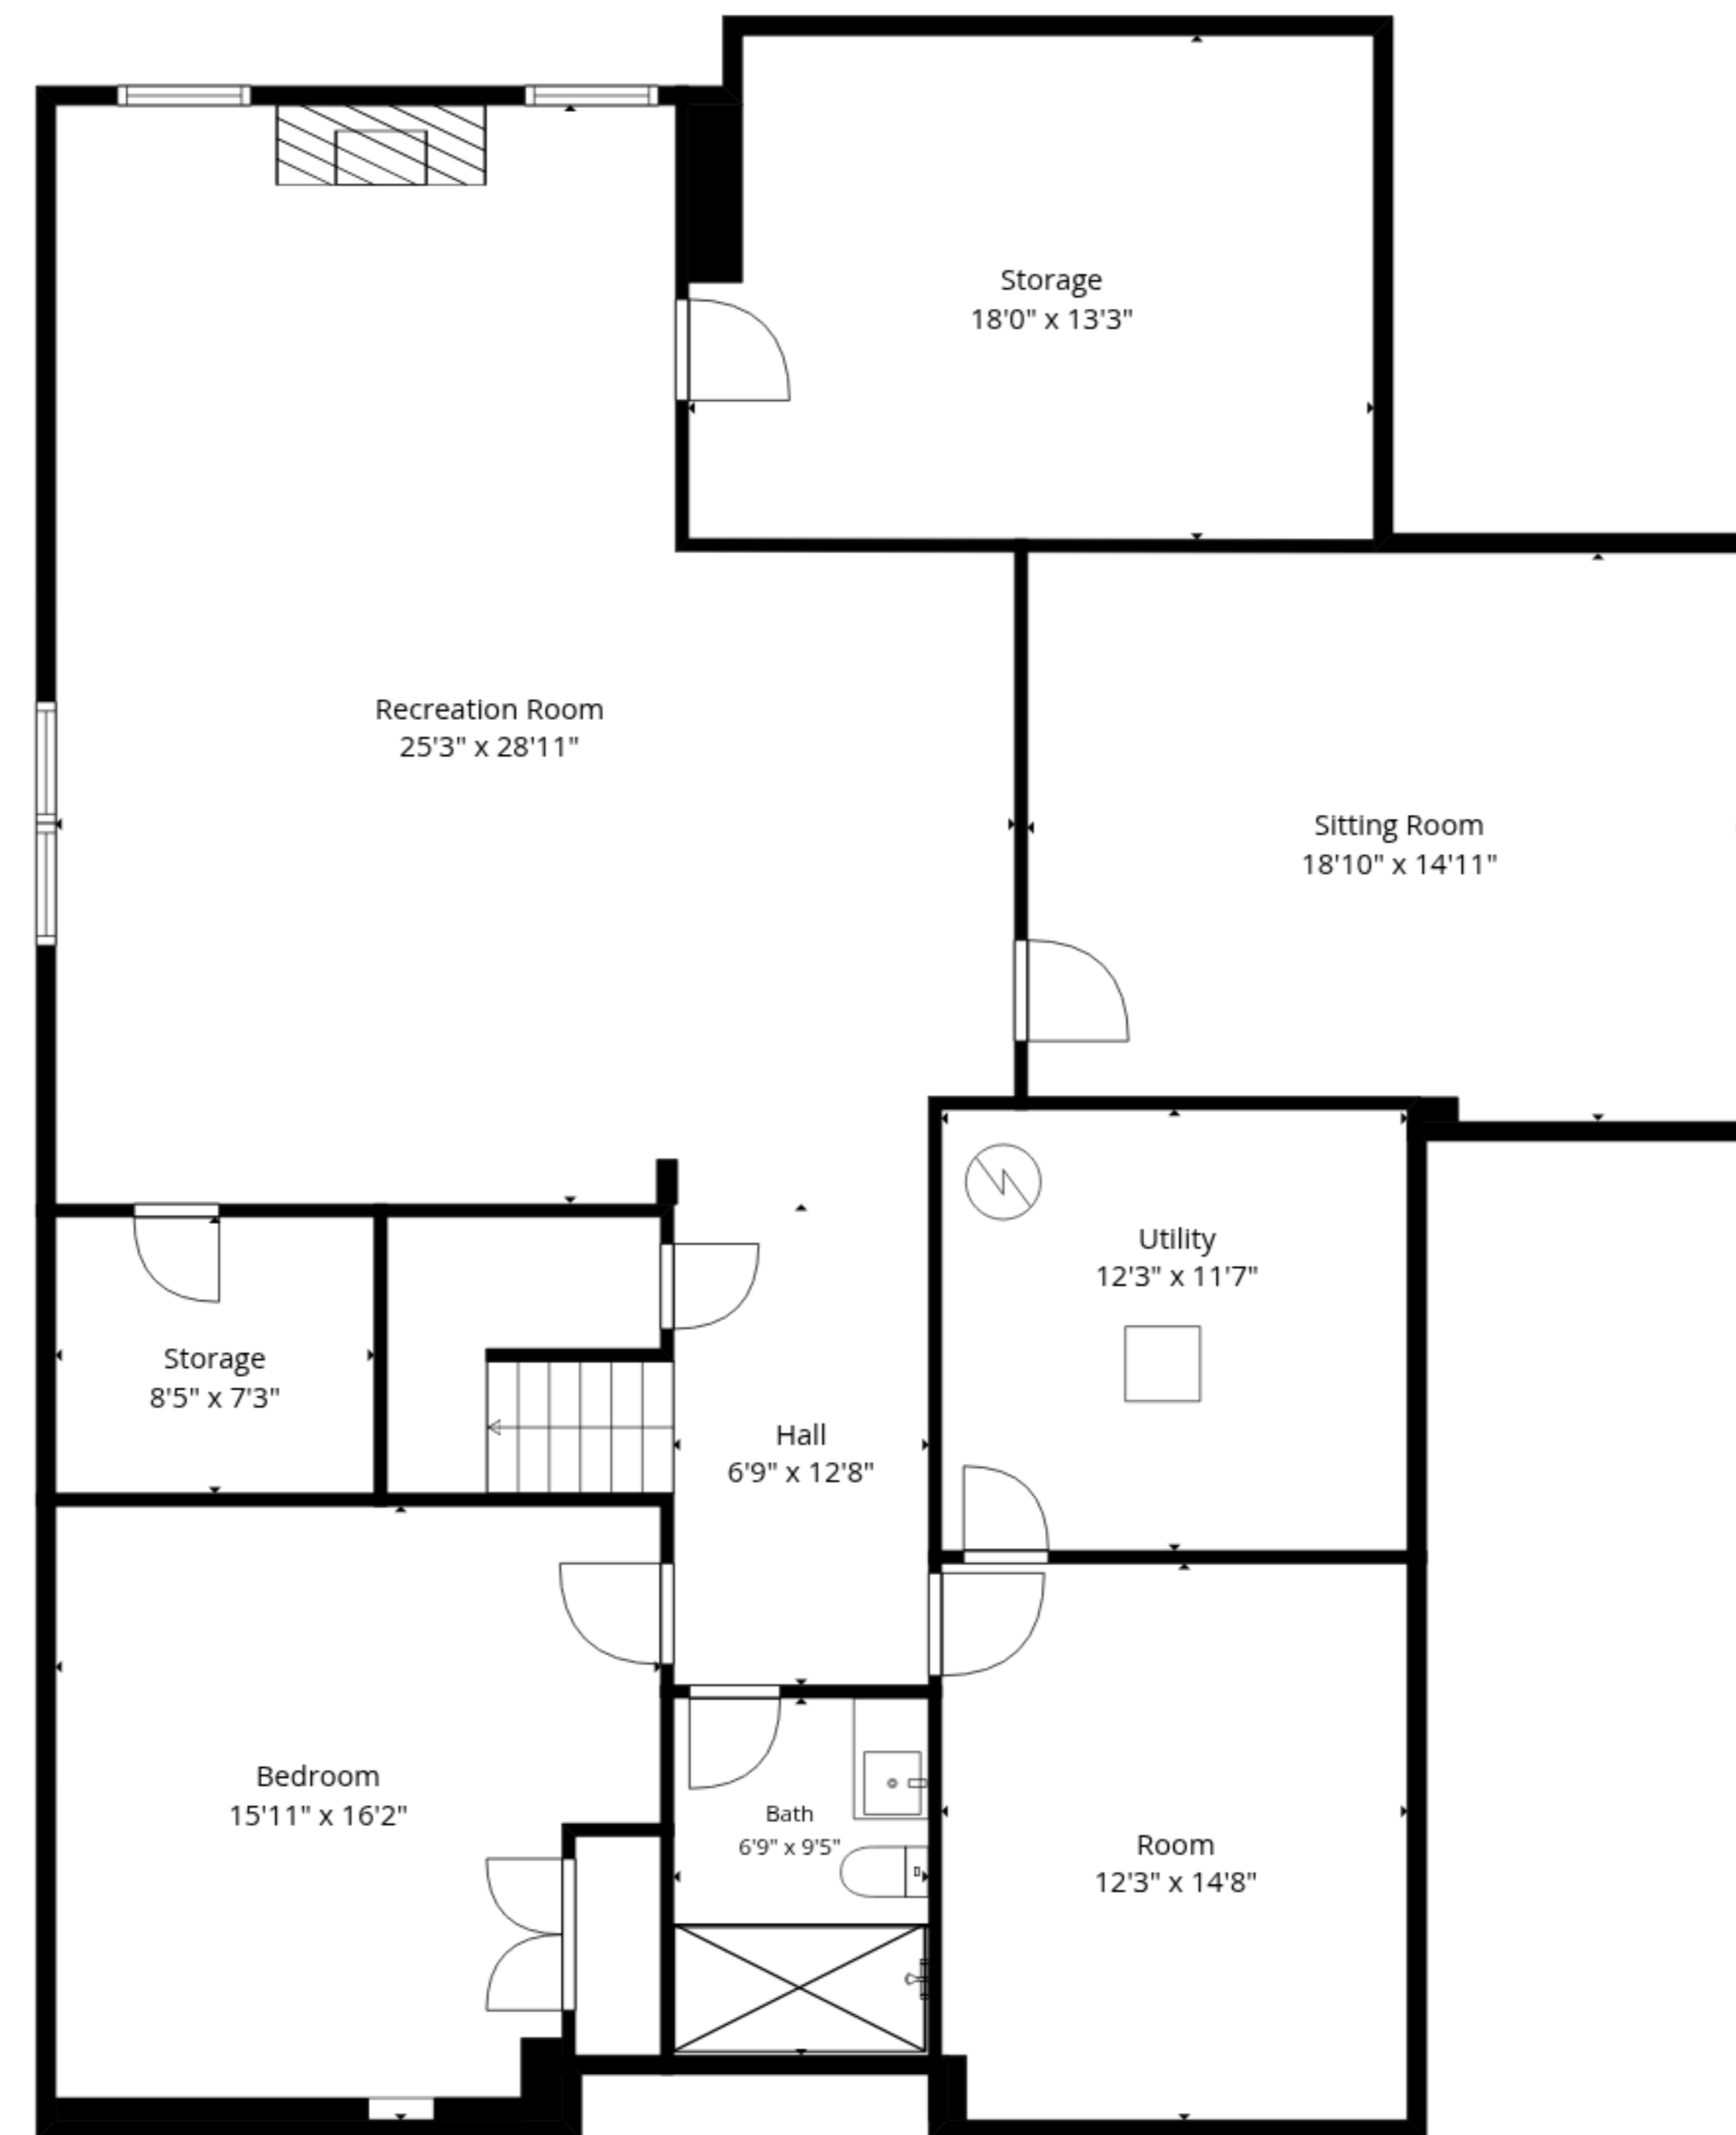 Storage
18'0" x 13'3"
Recreation Room
25'3" x 28'11"
Sitting Room
18'10" x 14'11"
Utility
12'3" x 11'7"
Storage
8'5" x 7'3"
Hall
6'9" x 12'8"
Bedroom
15'11" x 16'2"
Bath
6'9" x 9'5"
Room
12'3" x 14'8"